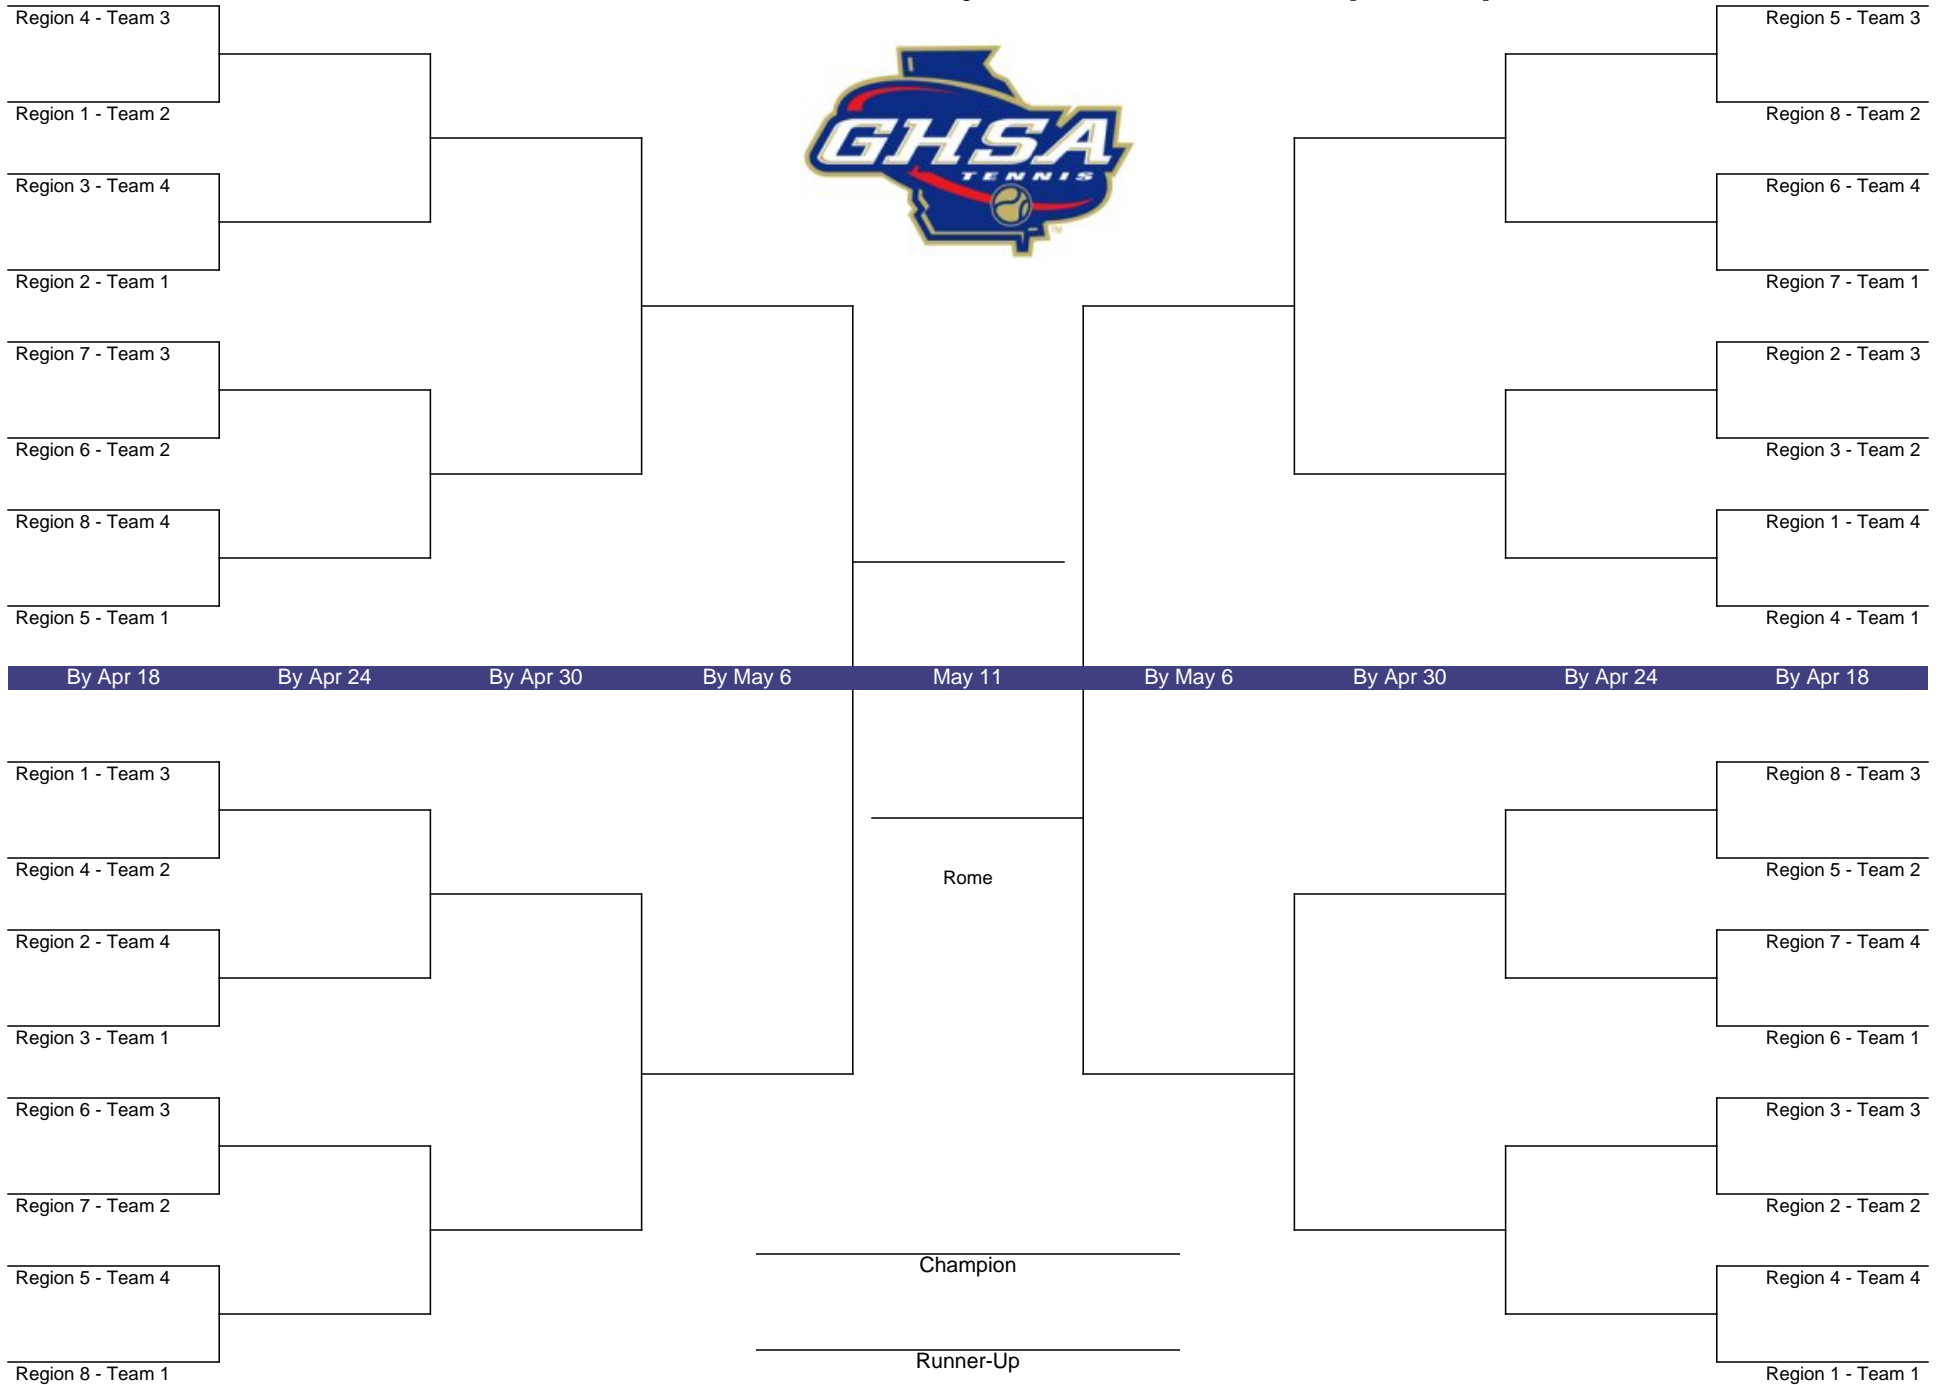 Region 4 - Team 3
Region 1 - Team 2
Region 3 - Team 4
Region 2 - Team 1
Region 7 - Team 3
Region 6 - Team 2
Region 8 - Team 4
Region 5 - Team 1
GHSA
TENNIS
TM
Region 5 - Team 3
Region 8 - Team 2
Region 6 - Team 4
Region 7 - Team 1
Region 2 - Team 3
Region 3 - Team 2
Region 1 - Team 4
Region 4 - Team 1
By Apr 18 By Apr 24 By Apr 30 By May 6 May 11 By May 6 By Apr 30 By Apr 24 By Apr 18
Region 1 - Team 3
Region 4 - Team 2
Region 2 - Team 4
Region 3 - Team 1
Region 6 - Team 3
Region 7 - Team 2
Region 5 - Team 4
Region 8 - Team 1
Rome
Champion
Runner-Up
Region 8 - Team 3
Region 5 - Team 2
Region 7 - Team 4
Region 6 - Team 1
Region 3 - Team 3
Region 2 - Team 2
Region 4 - Team 4
Region 1 - Team 1